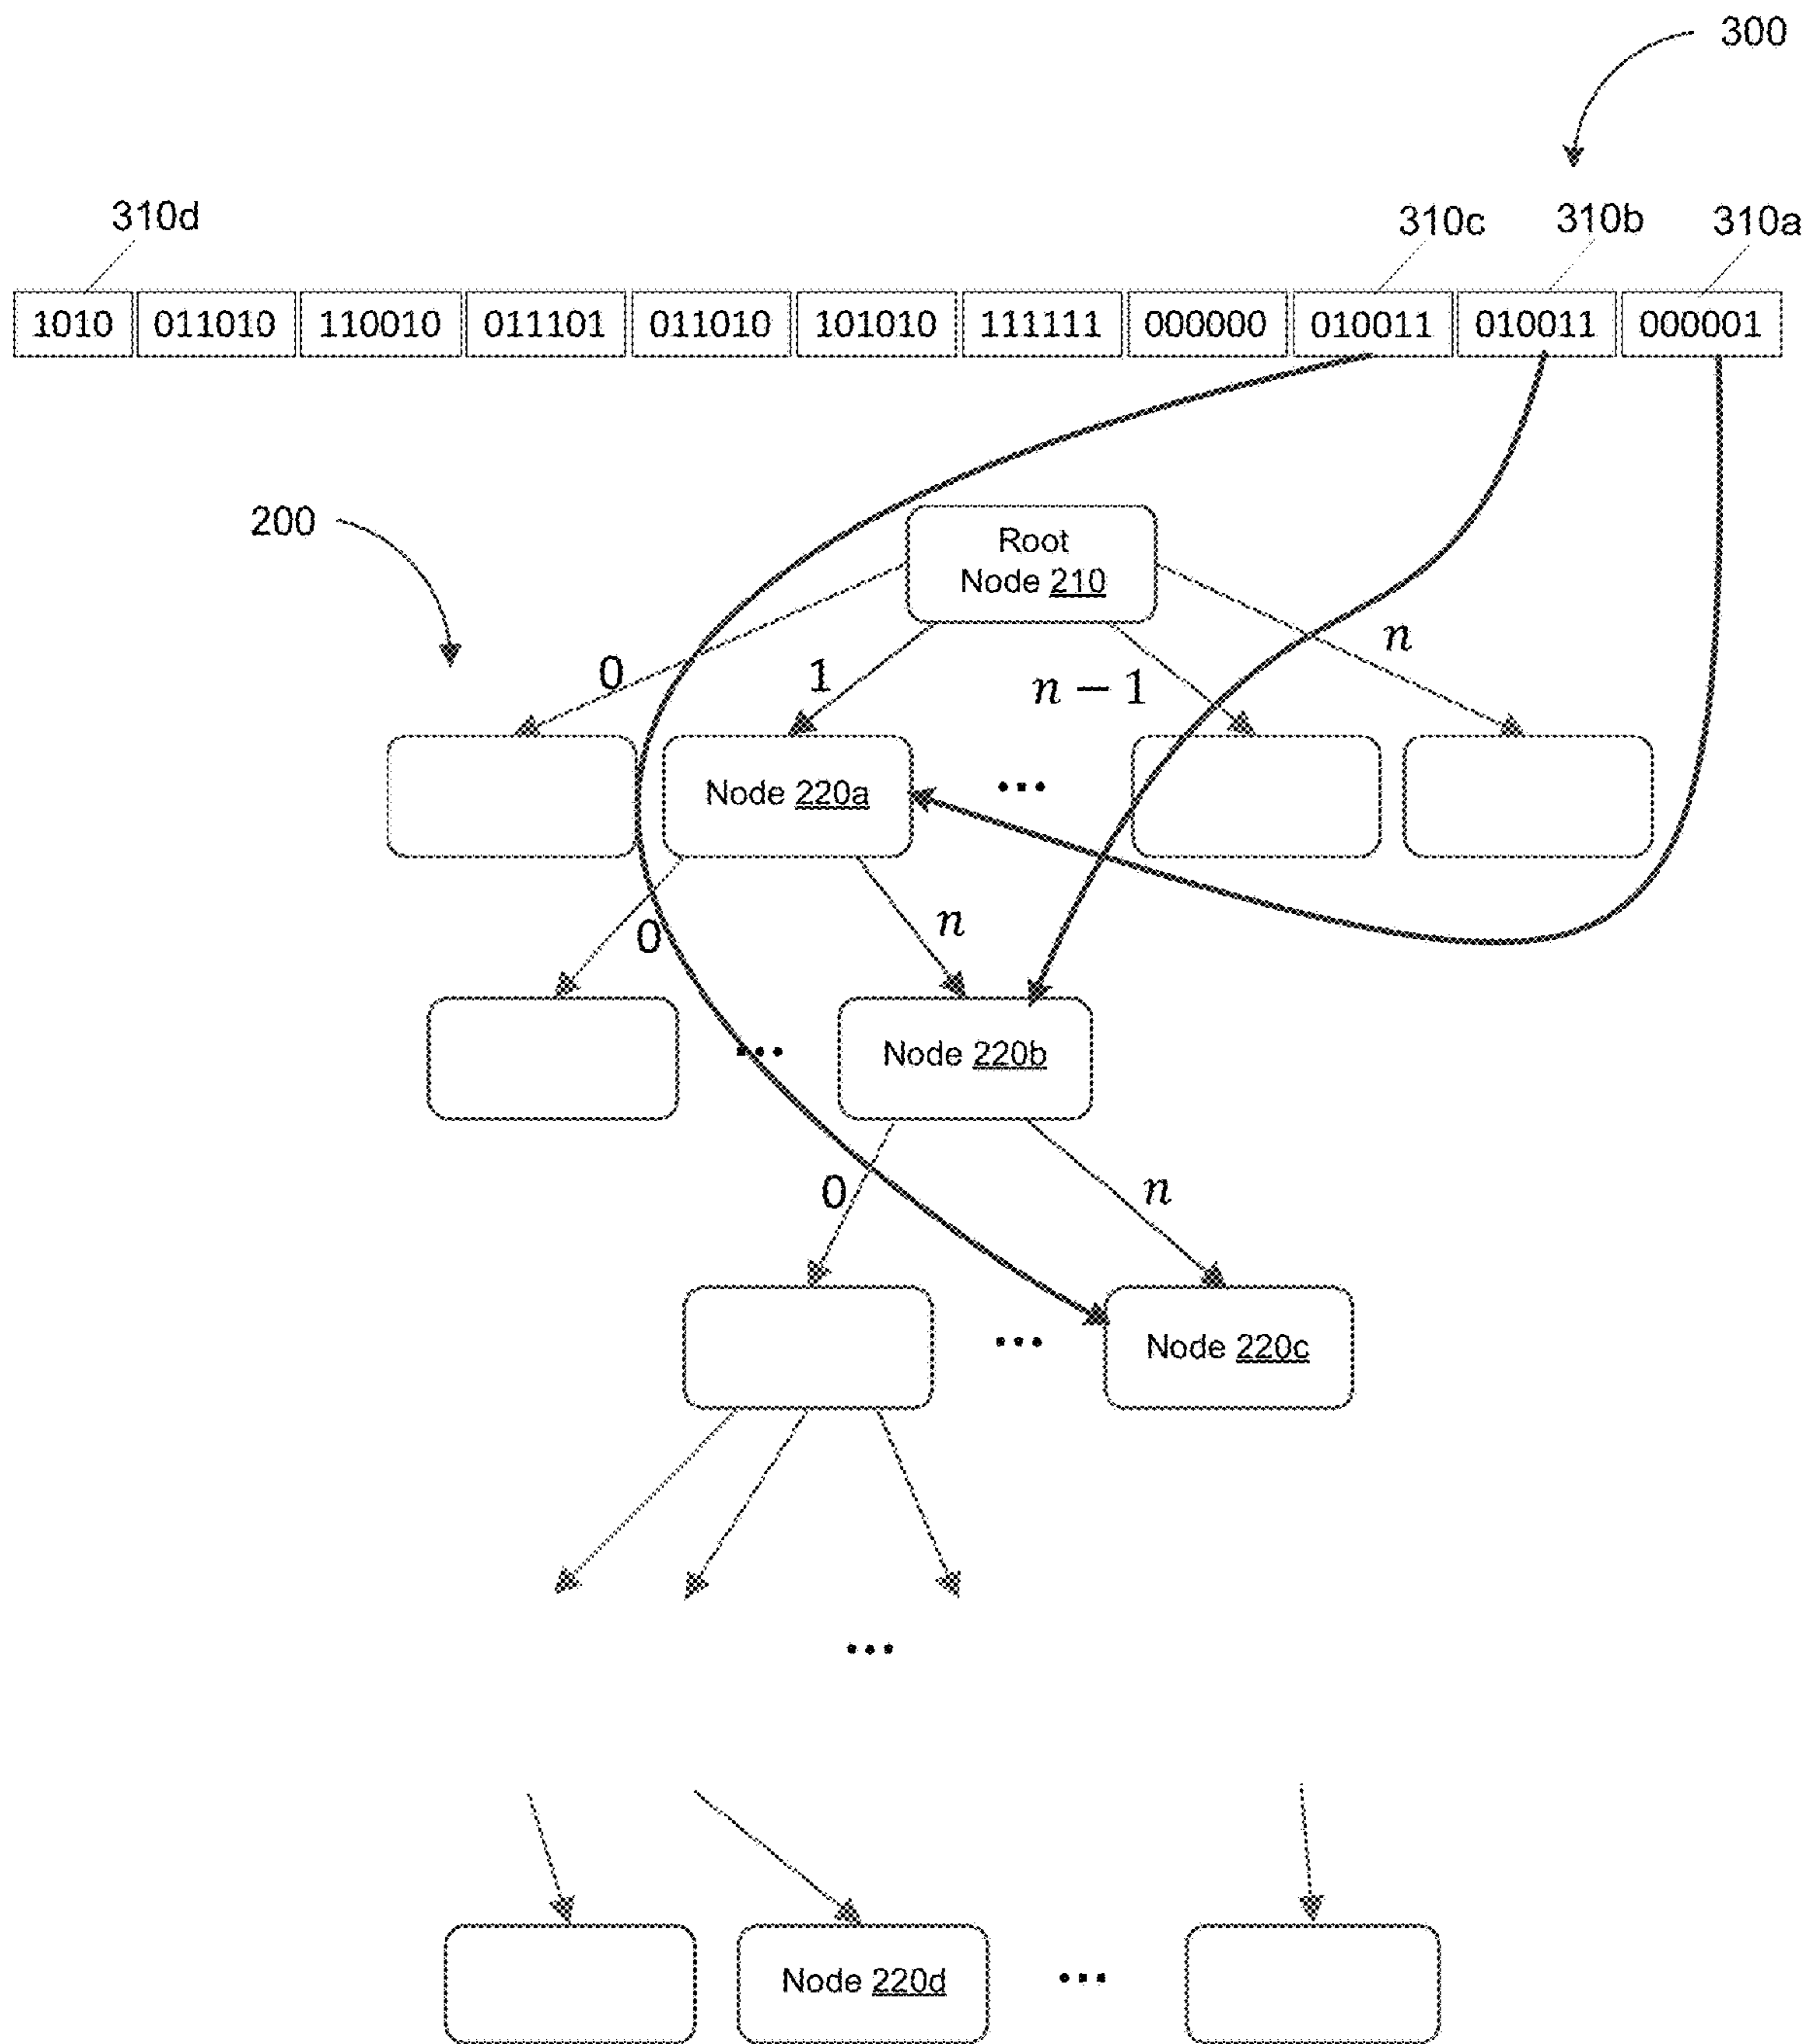 300
310d 310c 310b 310a
1010 011010 110010 011101 011010 101010 111111 000000 010011 010011 000001
200
Root
Node 210
0 1 n − 1 n
Node 220a ...
0 n
... Node 220b
0 n
... Node 220c
...
Node 220d ...